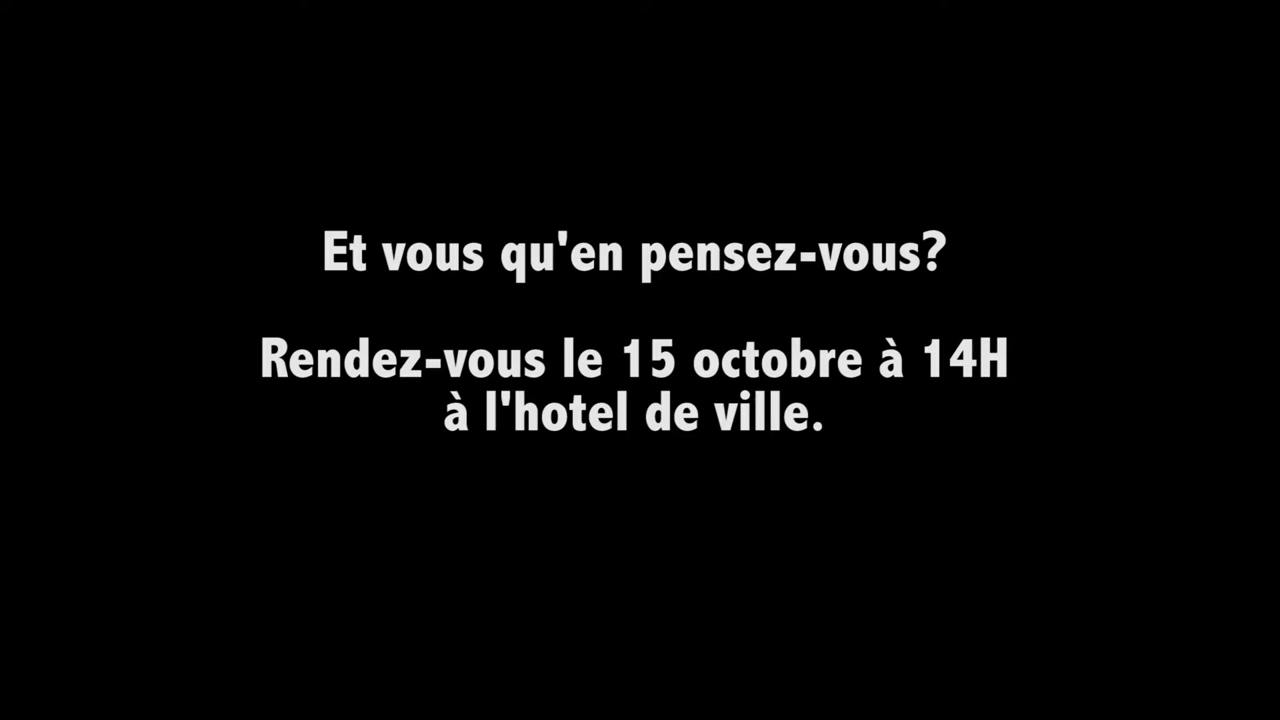 Et vous qu'en pensez-vous?
Rendez-vous le 15 octobre à 14H
à l'hotel de ville.